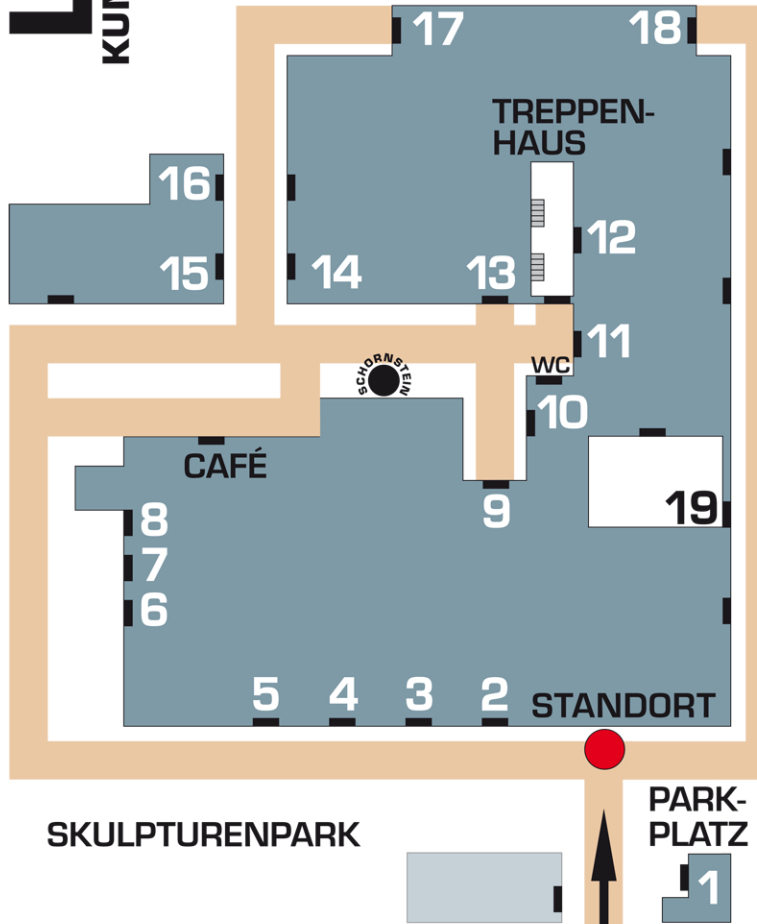 KUN
17
18
TREPPEN-
HAUS
16
12
15
14
13
11
SCHORNSTEIN
WC
10
CAFÉ
19
9
8
7
6
5
4
3
2
STANDORT
SKULPTURENPARK
PARK-
PLATZ
1